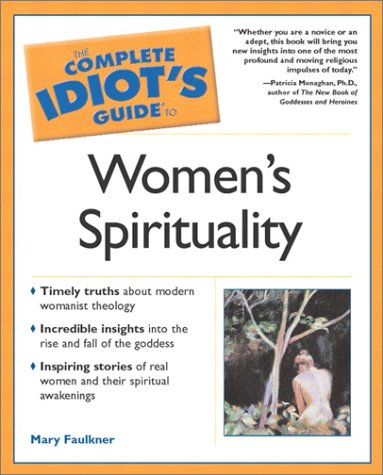 THE
COMPLETE
IDIOT'S
GUIDE® to
"Whether you are a novice or an
adept, this book will bring you
new insights into one of the most
profound and moving religious
impulses of today."
—Patricia Monaghan, Ph.D.,
author of The New Book of
Goddesses and Heroines
Women's
Spirituality
♦ Timely truths about modern
womanist theology
♦ Incredible insights into the
rise and fall of the goddess
♦ Inspiring stories of real
women and their spiritual
awakenings
Mary Faulkner